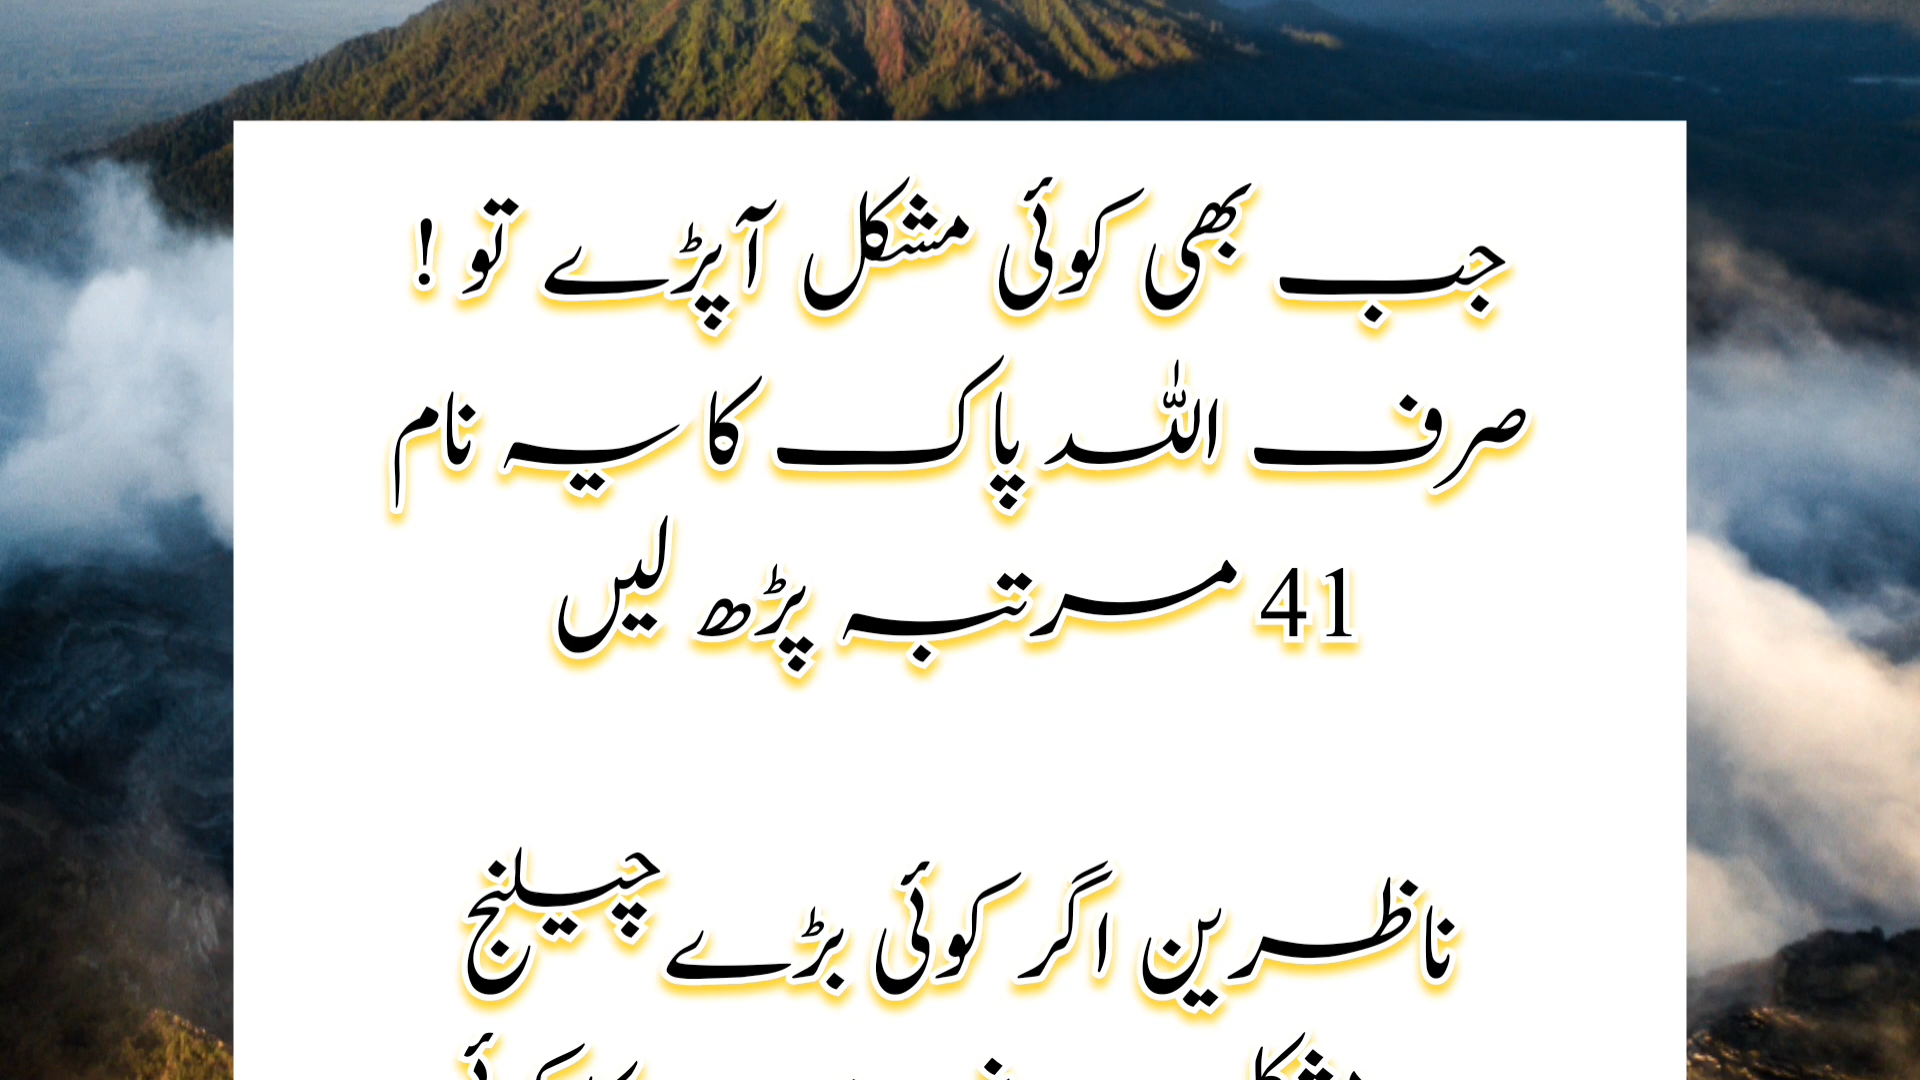 جب بھی کوئی مشکل آپڑے تو !
صرف اللہ پاک کا یہ نام
41 مرتبہ پڑھ لیں
ناظرین اگر کوئی بڑے چیلنج